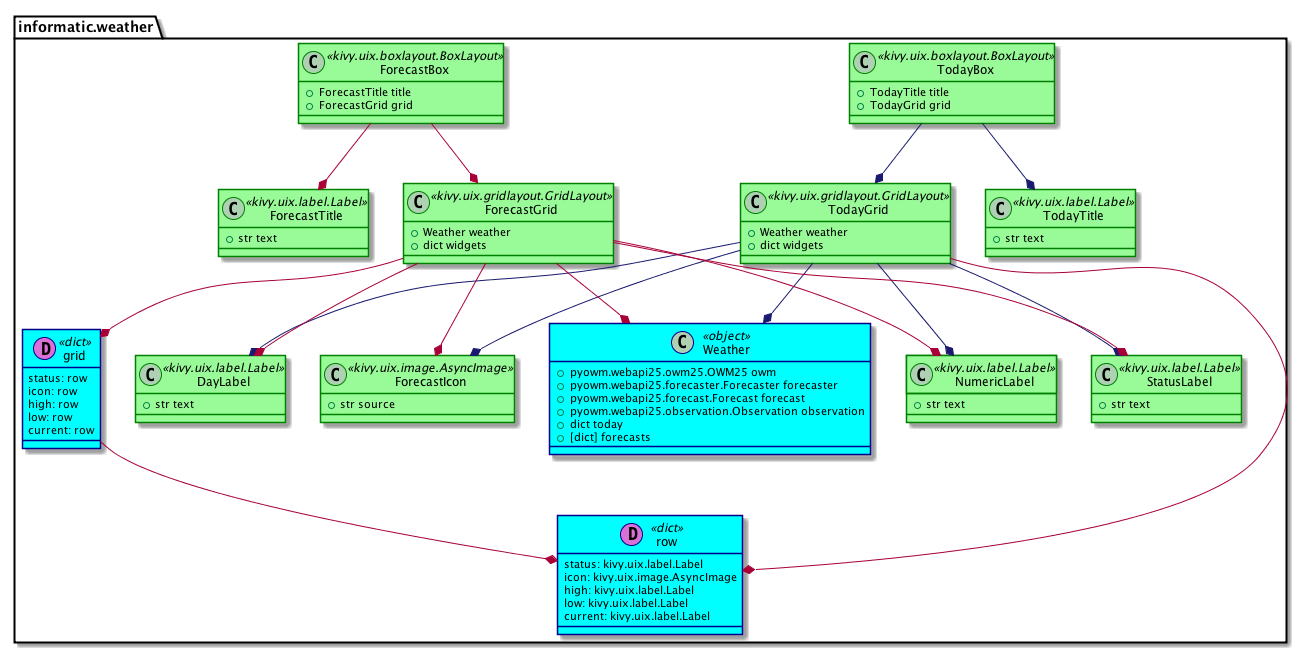 informatic.weather
C <<kivy.uix.boxlayout.BoxLayout>>
ForecastBox
ForecastTitle title
ForecastGrid grid
C <<kivy.uix.boxlayout.BoxLayout>>
TodayBox
TodayTitle title
TodayGrid grid
C <<kivy.uix.label.Label>>
ForecastTitle
str text
C <<kivy.uix.gridlayout.GridLayout>>
ForecastGrid
Weather weather
dict widgets
C <<kivy.uix.gridlayout.GridLayout>>
TodayGrid
Weather weather
dict widgets
C <<kivy.uix.label.Label>>
TodayTitle
str text
D <<dict>>
grid
status: row
icon: row
high: row
low: row
current: row
C <<kivy.uix.label.Label>>
DayLabel
str text
C <<kivy.uix.image.AsyncImage>>
ForecastIcon
str source
C <<object>>
Weather
pyowm.webapi25.owm25.OWM25 owm
pyowm.webapi25.forecaster.Forecaster forecaster
pyowm.webapi25.forecast.Forecast forecast
pyowm.webapi25.observation.Observation observation
dict today
[dict] forecasts
C <<kivy.uix.label.Label>>
NumericLabel
str text
C <<kivy.uix.label.Label>>
StatusLabel
str text
D <<dict>>
row
status: kivy.uix.label.Label
icon: kivy.uix.image.AsyncImage
high: kivy.uix.label.Label
low: kivy.uix.label.Label
current: kivy.uix.label.Label